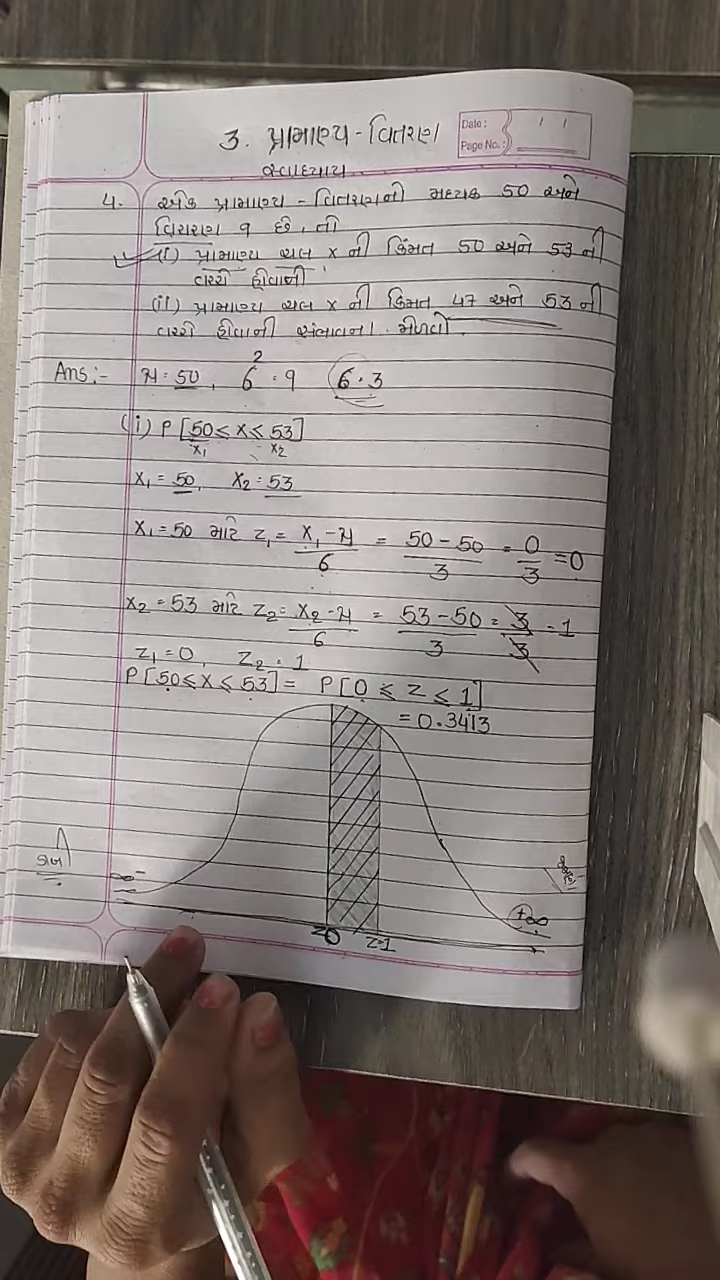 3. પ્રામાણ્ય-વિતરણ
Date: / /
Page No.:
સ્વાધ્યાય
4. એક પ્રામાણ્ય - વિતરણનો મધ્યક 50 અને
વિચરણ 9 છે, તો
(i) પ્રામાણ્ય ચલ x ની કિંમત 50 અને 53 ની
વચ્ચે હોવાની
(ii) પ્રામાણ્ય ચલ x ની કિંમત 47 અને 53 ની
વચ્ચે હોવાની સંભાવના મેળવો.
Ans:- μ = 50, σ² = 9 σ = 3
(i) P [50 ≤ x ≤ 53]
x₁ x₂
x₁ = 50, x₂ = 53
x₁ = 50 માટે z₁ = x₁ - μ / σ = 50 - 50 / 3 = 0/3 = 0
x₂ = 53 માટે z₂ = x₂ - μ / σ = 53 - 50 / 3 = 3/3 = 1
z₁ = 0, z₂ = 1
P [50 ≤ x ≤ 53] = P [0 ≤ z ≤ 1]
= 0.3413
ડાબી
∞-
+∞
z=1